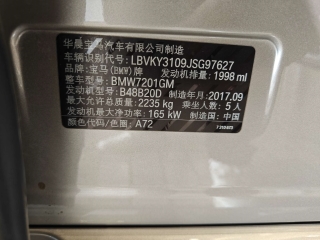 华晨宝马汽车有限公司制造
车辆识别代号: LBVKY3109JSG97627
品牌: 宝马(BMW)牌 发动机排量: 1998 ml
整车型号: BMW7201GM
发动机型号: B48B20D 制造年月: 2017.09
最大允许总质量: 2235 kg 乘坐人数: 5 人
发动机最大净功率: 165 kW 制造国: 中国
颜色代号/色卷: A72